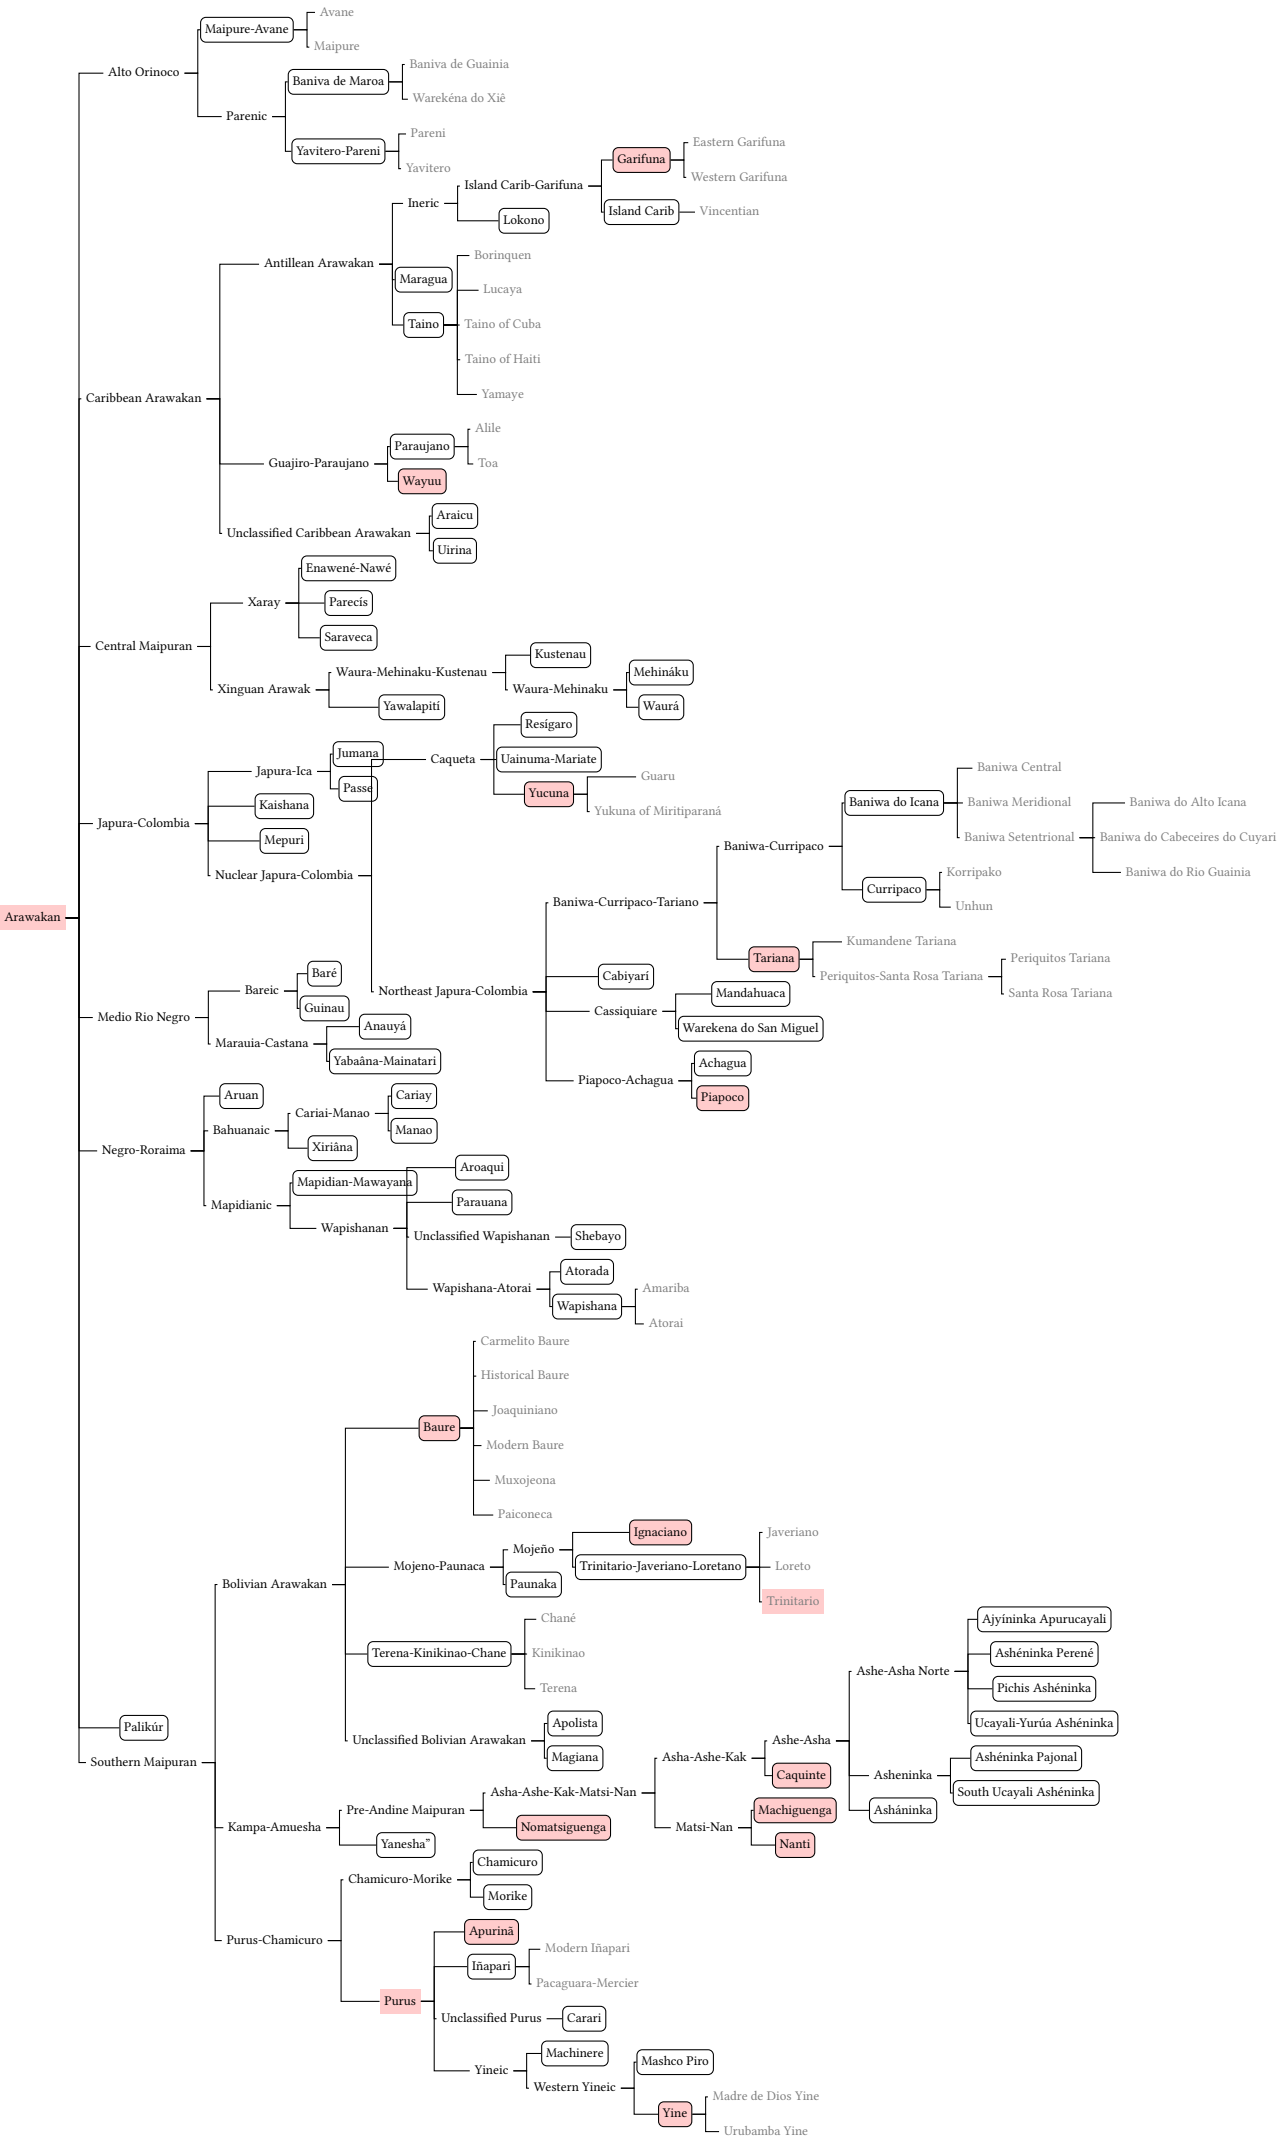 Avane
Maipure-Avane
Maipure
Baniva de Guainia
Alto Orinoco
Baniva de Maroa
Warekéna do Xiê
Parenic
Pareni
Yavitero-Pareni
Yavitero
Eastern Garifuna
Garifuna
Western Garifuna
Island Carib-Garifuna
Ineric
Island Carib
Vincentian
Lokono
Borinquen
Antillean Arawakan
Maragua
Lucaya
Taino
Taino of Cuba
Taino of Haiti
Yamaye
Caribbean Arawakan
Alile
Paraujano
Guajiro-Paraujano
Toa
Wayuu
Araicu
Unclassified Caribbean Arawakan
Uirina
Enawené-Nawé
Xaray
Parecís
Saraveca
Central Maipuran
Kustenau
Waura-Mehinaku-Kustenau
Mehináku
Xinguan Arawak
Waura-Mehinaku
Yawalapití
Waurá
Resígaro
Jumana
Caqueta
Uainuma-Mariate
Japura-Ica
Guaru
Passe
Yucuna
Yukuna of Miritiparaná
Kaishana
Japura-Colombia
Mepuri
Nuclear Japura-Colombia
Baniwa Central
Baniwa do Icana
Baniwa Meridional
Baniwa do Alto Icana
Baniwa Setentrional
Baniwa do Cabeceires do Cuyari
Baniwa-Curripaco
Baniwa do Rio Guainia
Korripako
Curripaco
Unhun
Baniwa-Curripaco-Tariano
Arawakan
Kumandene Tariana
Tariana
Periquitos Tariana
Periquitos-Santa Rosa Tariana
Santa Rosa Tariana
Cabiyarí
Baré
Bareic
Northeast Japura-Colombia
Mandahuaca
Guinau
Cassiquiare
Medio Rio Negro
Anauyá
Warekena do San Miguel
Marauia-Castana
Yabaâna-Mainatari
Achagua
Piapoco-Achagua
Piapoco
Aruan
Cariay
Cariai-Manao
Bahuanaic
Manao
Xiriâna
Negro-Roraima
Aroaqui
Mapidian-Mawayana
Parauana
Mapidianic
Wapishanan
Unclassified Wapishanan
Shebayo
Atorada
Wapishana-Atorai
Amariba
Wapishana
Atorai
Carmelito Baure
Historical Baure
Joaquiniano
Baure
Modern Baure
Muxojeona
Paiconeca
Ignaciano
Javeriano
Mojeño
Mojeno-Paunaca
Trinitario-Javeriano-Loretano
Loreto
Bolivian Arawakan
Paunaka
Trinitario
Chané
Ajyíninka Apurucayali
Terena-Kinikinao-Chane
Kinikinao
Ashéninka Perené
Ashe-Asha Norte
Terena
Pichis Ashéninka
Palikúr
Apolista
Ucayali-Yurúa Ashéninka
Unclassified Bolivian Arawakan
Ashe-Asha
Magiana
Asha-Ashe-Kak
Ashéninka Pajonal
Southern Maipuran
Caquinte
Asheninka
Asha-Ashe-Kak-Matsi-Nan
South Ucayali Ashéninka
Pre-Andine Maipuran
Machiguenga
Asháninka
Kampa-Amuesha
Nomatsiguenga
Matsi-Nan
Yanesha”
Nanti
Chamicuro
Chamicuro-Morike
Morike
Apurinã
Purus-Chamicuro
Modern Iñapari
Iñapari
Pacaguara-Mercier
Purus
Unclassified Purus
Carari
Machinere
Yineic
Mashco Piro
Western Yineic
Madre de Dios Yine
Yine
Urubamba Yine